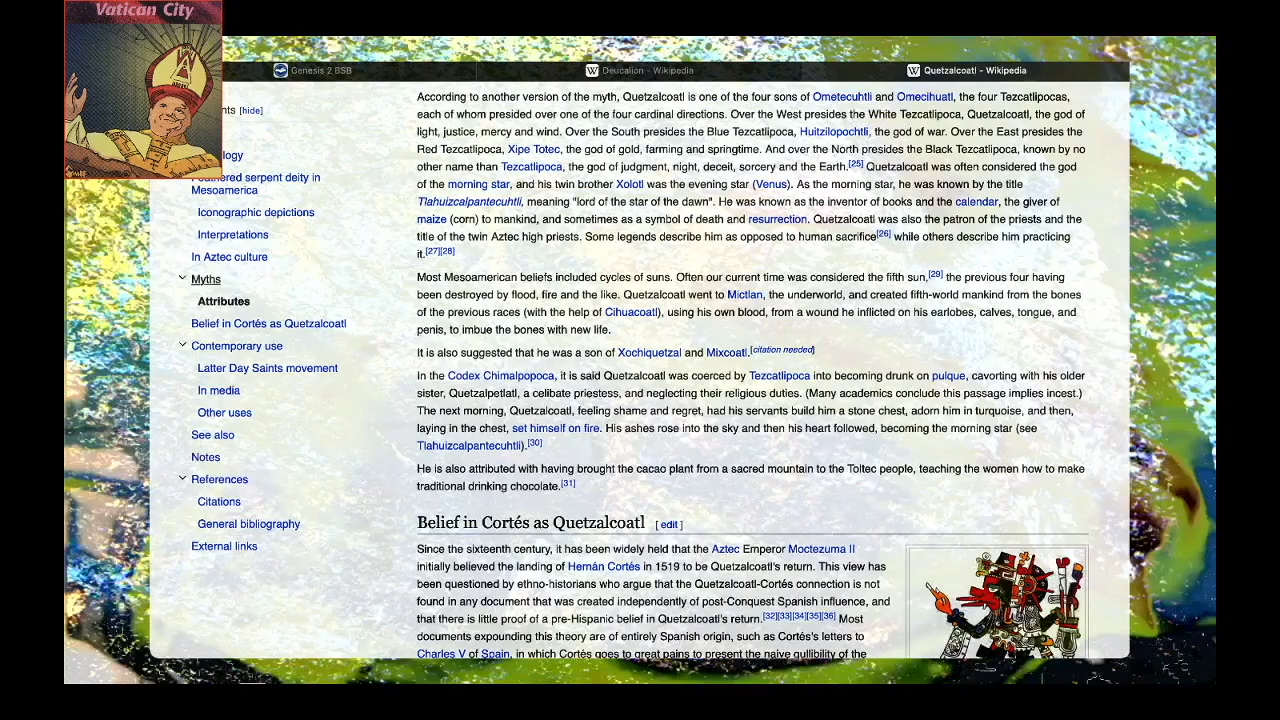 Vatican City
Genesis 2 BSB
Deucalion - Wikipedia
Quetzalcoatl - Wikipedia
nts [hide]
logy
Feathered serpent deity in
Mesoamerica
Iconographic depictions
Interpretations
In Aztec culture
Myths
Attributes
Belief in Cortés as Quetzalcoatl
Contemporary use
Latter Day Saints movement
In media
Other uses
See also
Notes
References
Citations
General bibliography
External links
According to another version of the myth, Quetzalcoatl is one of the four sons of Ometecuhtli and Omecihuatl, the four Tezcatlipocas,
each of whom presided over one of the four cardinal directions. Over the West presides the White Tezcatlipoca, Quetzalcoatl, the god of
light, justice, mercy and wind. Over the South presides the Blue Tezcatlipoca, Huitzilopochtli, the god of war. Over the East presides the
Red Tezcatlipoca, Xipe Totec, the god of gold, farming and springtime. And over the North presides the Black Tezcatlipoca, known by no
other name than Tezcatlipoca, the god of judgment, night, deceit, sorcery and the Earth.[25] Quetzalcoatl was often considered the god
of the morning star, and his twin brother Xolotl was the evening star (Venus). As the morning star, he was known by the title
Tlahuizcalpantecuhtli, meaning "lord of the star of the dawn". He was known as the inventor of books and the calendar, the giver of
maize (corn) to mankind, and sometimes as a symbol of death and resurrection. Quetzalcoatl was also the patron of the priests and the
title of the twin Aztec high priests. Some legends describe him as opposed to human sacrifice[26] while others describe him practicing
it.[27][28]
Most Mesoamerican beliefs included cycles of suns. Often our current time was considered the fifth sun,[29] the previous four having
been destroyed by flood, fire and the like. Quetzalcoatl went to Mictlan, the underworld, and created fifth-world mankind from the bones
of the previous races (with the help of Cihuacoatl), using his own blood, from a wound he inflicted on his earlobes, calves, tongue, and
penis, to imbue the bones with new life.
It is also suggested that he was a son of Xochiquetzal and Mixcoatl.[citation needed]
In the Codex Chimalpopoca, it is said Quetzalcoatl was coerced by Tezcatlipoca into becoming drunk on pulque, cavorting with his older
sister, Quetzalpetlatl, a celibate priestess, and neglecting their religious duties. (Many academics conclude this passage implies incest.)
The next morning, Quetzalcoatl, feeling shame and regret, had his servants build him a stone chest, adorn him in turquoise, and then,
laying in the chest, set himself on fire. His ashes rose into the sky and then his heart followed, becoming the morning star (see
Tlahuizcalpantecuhtli).[30]
He is also attributed with having brought the cacao plant from a sacred mountain to the Toltec people, teaching the women how to make
traditional drinking chocolate.[31]
Belief in Cortés as Quetzalcoatl [ edit ]
Since the sixteenth century, it has been widely held that the Aztec Emperor Moctezuma II
initially believed the landing of Hernán Cortés in 1519 to be Quetzalcoatl's return. This view has
been questioned by ethno-historians who argue that the Quetzalcoatl-Cortés connection is not
found in any document that was created independently of post-Conquest Spanish influence, and
that there is little proof of a pre-Hispanic belief in Quetzalcoatl's return.[32][33][34][35][36] Most
documents expounding this theory are of entirely Spanish origin, such as Cortés's letters to
Charles V of Spain, in which Cortés goes to great pains to present the naive gullibility of the